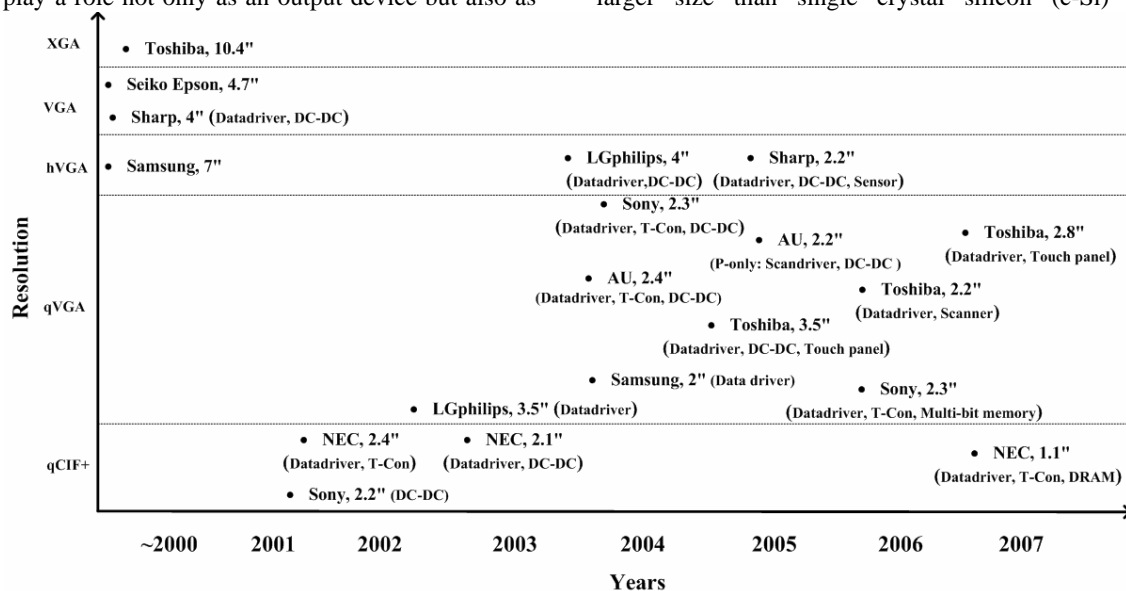 play a role not only as an output device but also as
larger size than single crystal silicon (c-Si)
XGA
Toshiba, 10.4"
Seiko Epson, 4.7"
VGA
Sharp, 4" (Datadriver, DC-DC)
hVGA
Samsung, 7"
LGphilips, 4"
(Datadriver,DC-DC)
Sharp, 2.2"
(Datadriver, DC-DC, Sensor)
Resolution
qVGA
Sony, 2.3"
(Datadriver, T-Con, DC-DC)
AU, 2.2"
(P-only: Scandriver, DC-DC )
Toshiba, 2.8"
(Datadriver, Touch panel)
AU, 2.4"
(Datadriver, T-Con, DC-DC)
Toshiba, 2.2"
(Datadriver, Scanner)
Toshiba, 3.5"
(Datadriver, DC-DC, Touch panel)
Samsung, 2" (Data driver)
Sony, 2.3"
(Datadriver, T-Con, Multi-bit memory)
LGphilips, 3.5" (Datadriver)
qCIF+
NEC, 2.4"
(Datadriver, T-Con)
NEC, 2.1"
(Datadriver, DC-DC)
NEC, 1.1"
(Datadriver, T-Con, DRAM)
Sony, 2.2" (DC-DC)
~2000 2001 2002 2003 2004 2005 2006 2007
Years